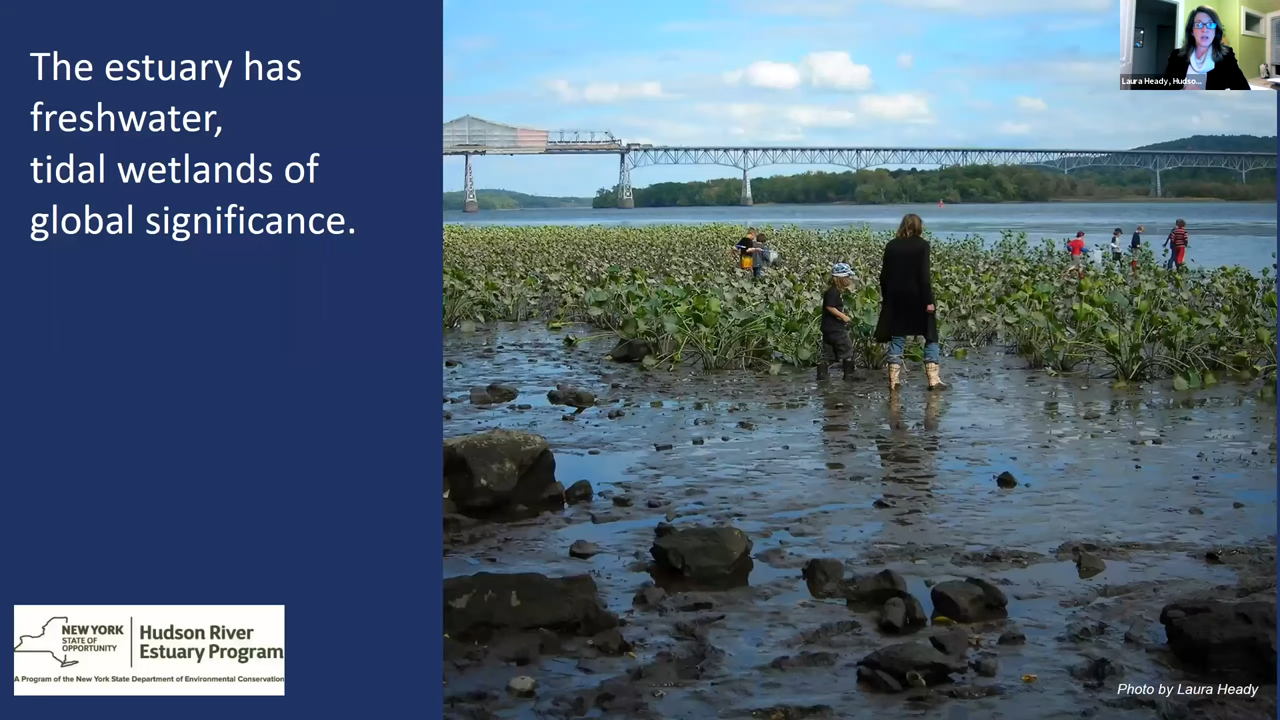 The estuary has
freshwater,
tidal wetlands of
global significance.
Laura Heady, Hudso...
NEW YORK
STATE OF
OPPORTUNITY
Hudson River
Estuary Program
A Program of the New York State Department of Environmental Conservation
Photo by Laura Heady